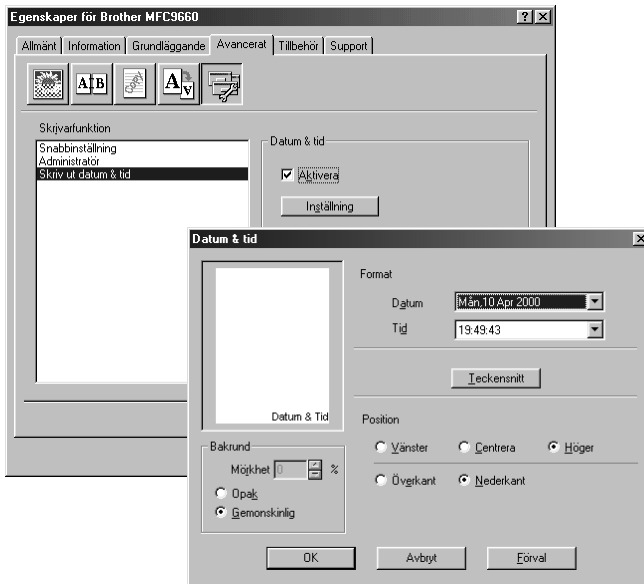 Egenskaper för Brother MFC9660
Allmänt Information Grundläggande Avancerat Tillbehör Support
A B
A A
Skrivarfunktion
Snabbinställning
Administratör
Skriv ut datum & tid
Datum & tid
Aktivera
Inställning
Datum & tid
Datum & Tid
Format
Datum Mån,10 Apr 2000
Tid 19:49:43
Teckensnitt
Position
Vänster Centrera Höger
Överkant Nederkant
Bakrund
Mörkhet 0 %
Opak
Gemonskinlig
OK Avbryt Förval